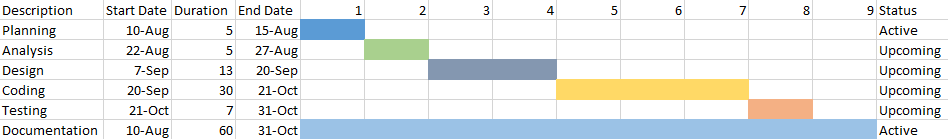 Description Start Date Duration End Date 1 2 3 4 5 6 7 8 9 Status
Planning 10-Aug 5 15-Aug Active
Analysis 22-Aug 5 27-Aug Upcoming
Design 7-Sep 13 20-Sep Upcoming
Coding 20-Sep 30 21-Oct Upcoming
Testing 21-Oct 7 31-Oct Upcoming
Documentation 10-Aug 60 31-Oct Active